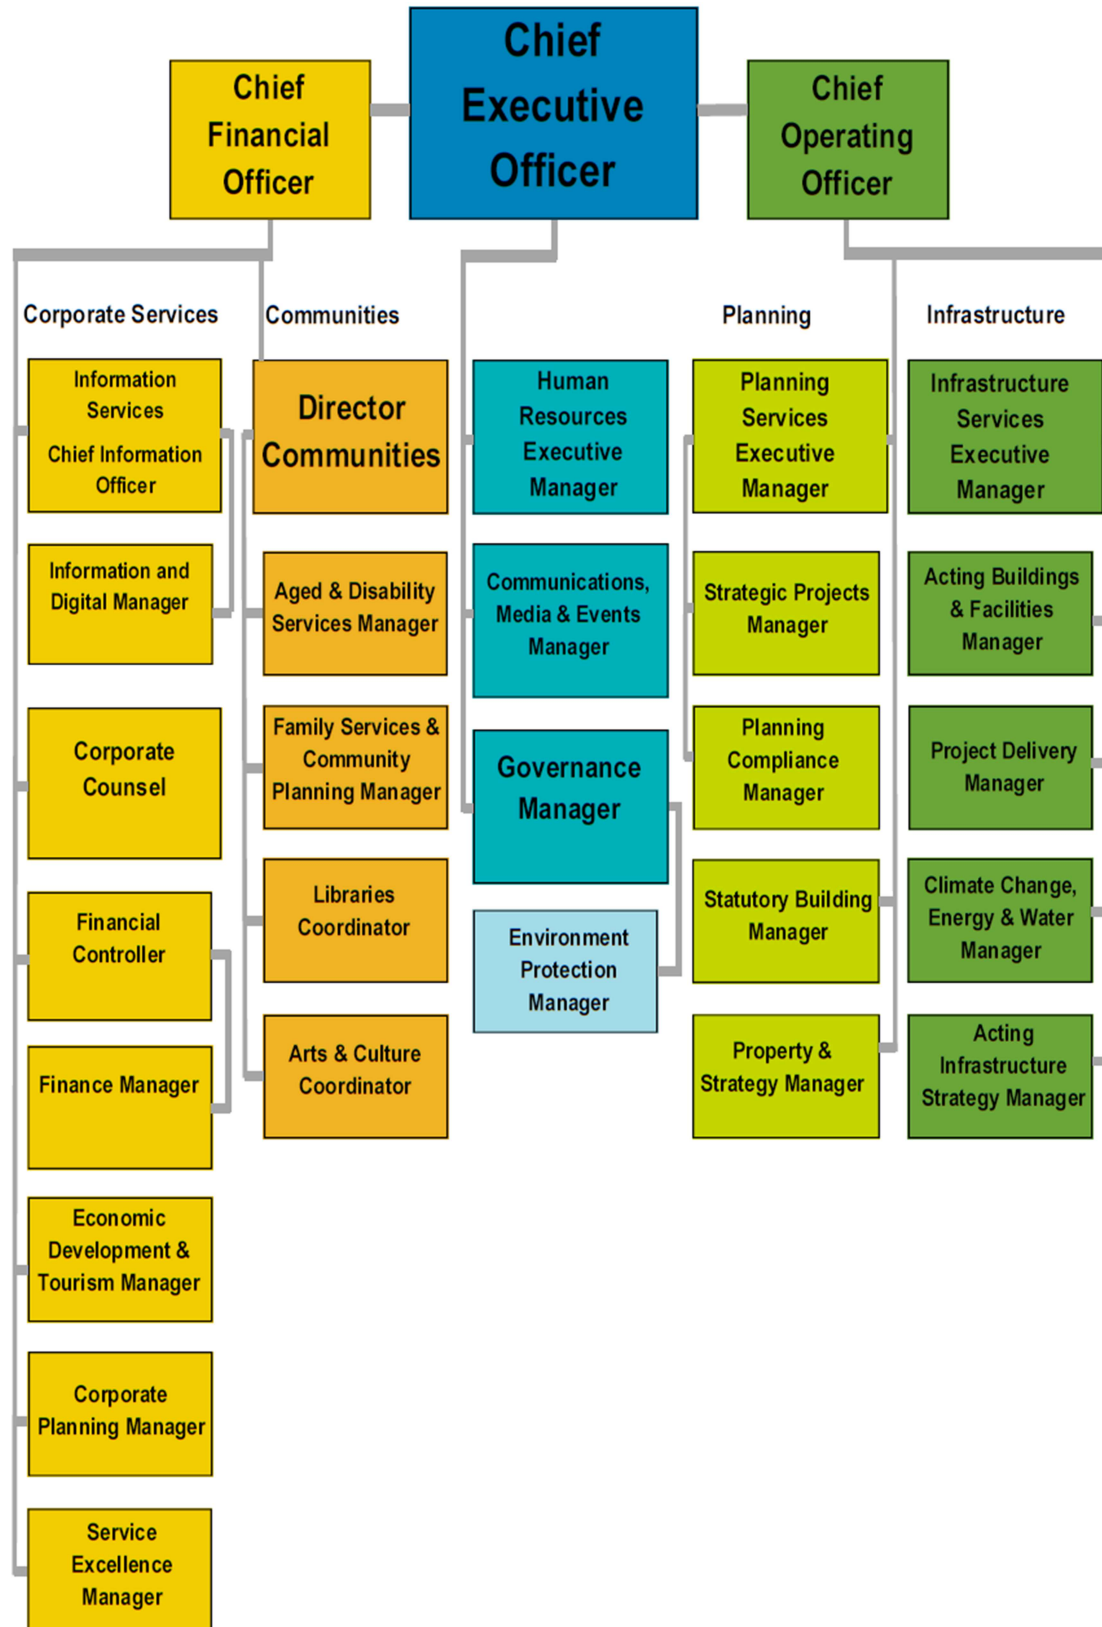 Chief
Executive
Officer
Chief
Financial
Officer
Chief
Operating
Officer
Corporate Services
Information
Services
Chief Information
Officer
Information and
Digital Manager
Corporate
Counsel
Financial
Controller
Finance Manager
Economic
Development &
Tourism Manager
Corporate
Planning Manager
Service
Excellence
Manager
Communities
Director
Communities
Aged & Disability
Services Manager
Family Services &
Community
Planning Manager
Libraries
Coordinator
Arts & Culture
Coordinator
Human
Resources
Executive
Manager
Communications,
Media & Events
Manager
Governance
Manager
Environment
Protection
Manager
Planning
Planning
Services
Executive
Manager
Strategic Projects
Manager
Planning
Compliance
Manager
Statutory Building
Manager
Property &
Strategy Manager
Infrastructure
Infrastructure
Services
Executive
Manager
Acting Buildings
& Facilities
Manager
Project Delivery
Manager
Climate Change,
Energy & Water
Manager
Acting
Infrastructure
Strategy Manager